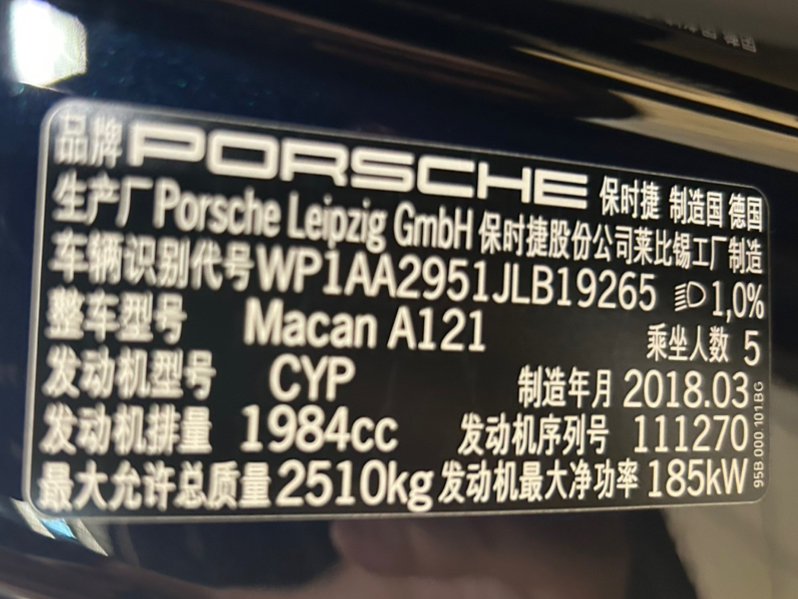 品牌 PORSCHE 保时捷 制造国 德国
生产厂 Porsche Leipzig GmbH 保时捷股份公司莱比锡工厂制造
车辆识别代号 WP1AA2951JLB19265 1,0%
整车型号 Macan A121 乘坐人数 5
发动机型号 CYP 制造年月 2018.03
发动机排量 1984cc 发动机序列号 111270
最大允许总质量 2510kg 发动机最大净功率 185kW
95B.000.101.BG